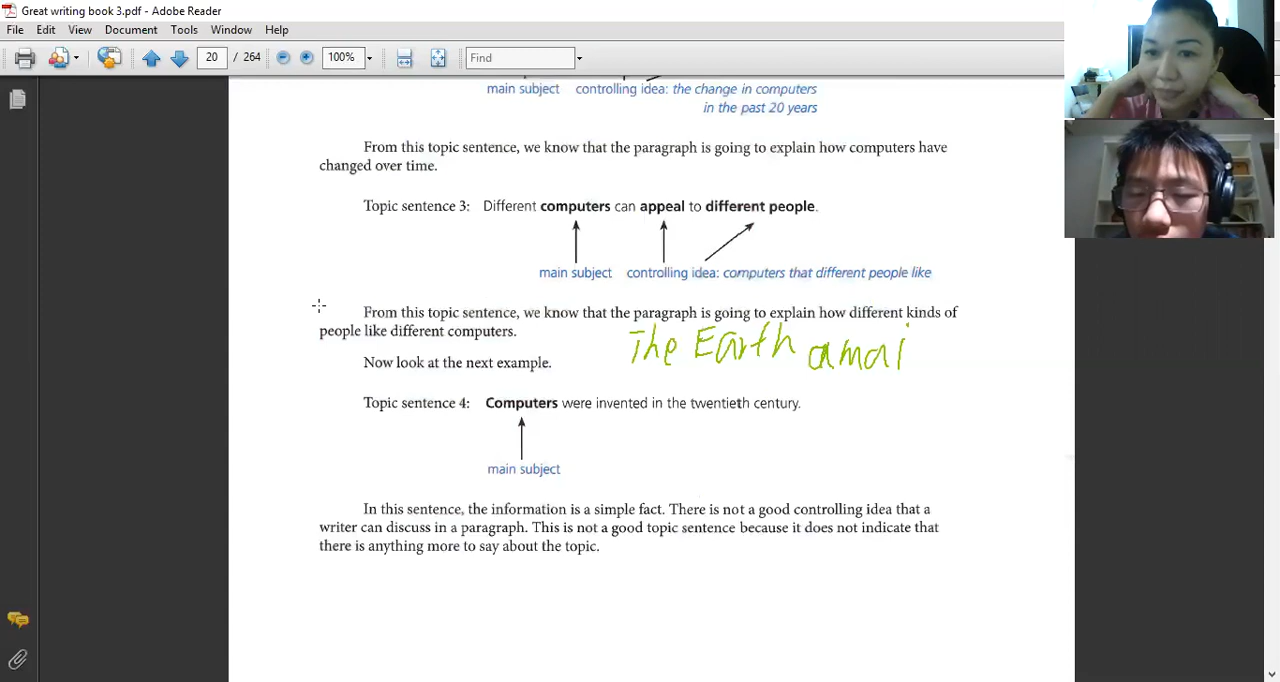 Great writing book 3.pdf - Adobe Reader
File Edit View Document Tools Window Help
20 / 264 100% Find
main subject controlling idea: the change in computers
in the past 20 years
From this topic sentence, we know that the paragraph is going to explain how computers have
changed over time.
Topic sentence 3: Different computers can appeal to different people.
main subject controlling idea: computers that different people like
From this topic sentence, we know that the paragraph is going to explain how different kinds of
people like different computers.
The Earth amai
Now look at the next example.
Topic sentence 4: Computers were invented in the twentieth century.
main subject
In this sentence, the information is a simple fact. There is not a good controlling idea that a
writer can discuss in a paragraph. This is not a good topic sentence because it does not indicate that
there is anything more to say about the topic.